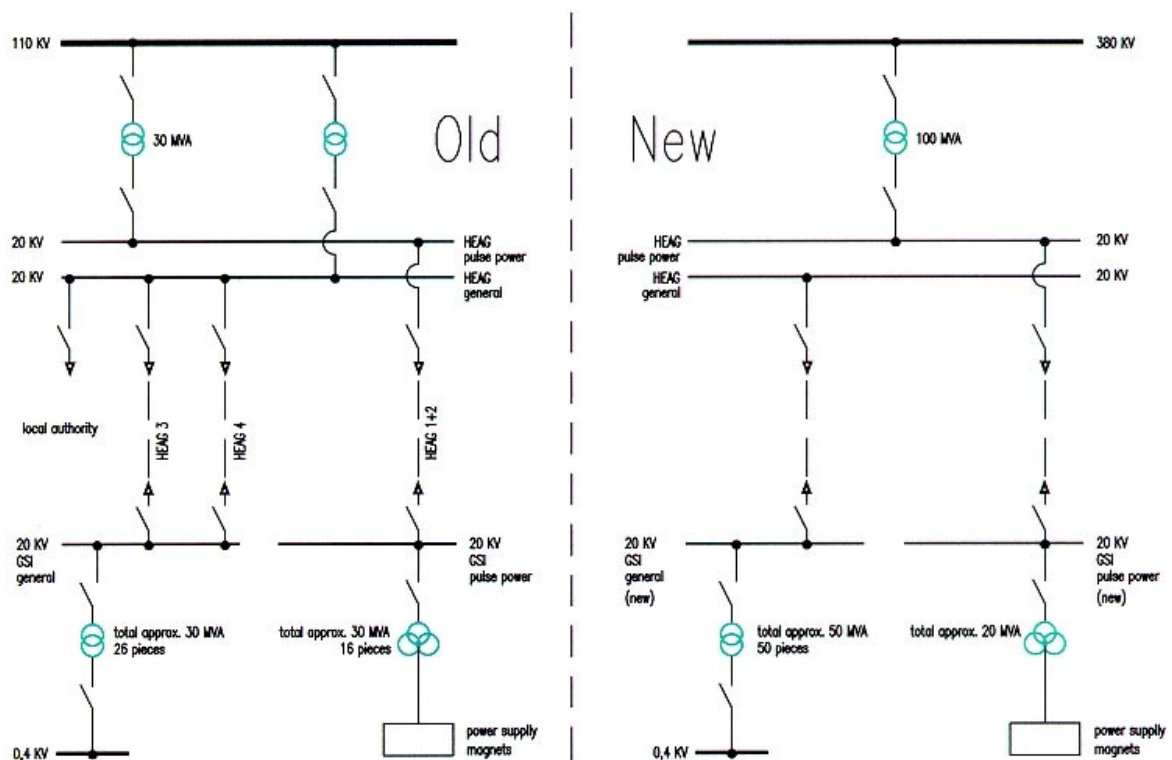 110 KV
380 KV
30 MVA
Old
New
100 MVA
20 KV
HEAG
pulse power
HEAG
pulse power
20 KV
20 KV
HEAG
general
HEAG
general
20 KV
local authority
HEAG 3
HEAG 4
HEAG 1+2
20 KV
GSI
general
20 KV
GSI
pulse power
20 KV
GSI
general
(new)
20 KV
GSI
pulse power
(new)
total approx. 30 MVA
26 pieces
total approx. 30 MVA
16 pieces
total approx. 50 MVA
50 pieces
total approx. 20 MVA
power supplly
magnets
power supplly
magnets
0,4 KV
0,4 KV